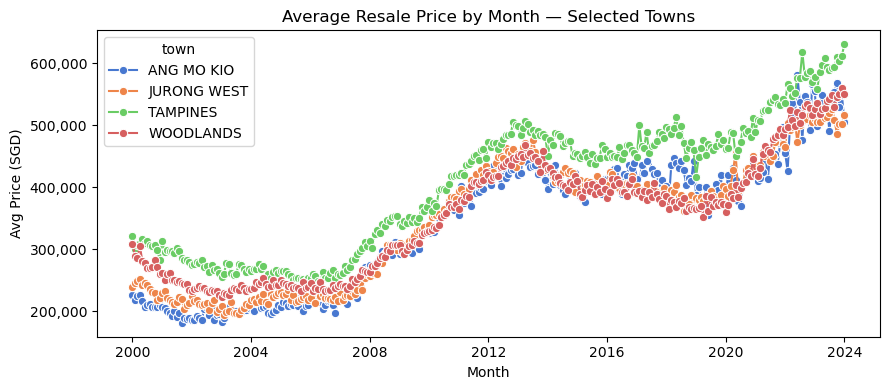 Average Resale Price by Month — Selected Towns
town
ANG MO KIO
JURONG WEST
TAMPINES
WOODLANDS
Avg Price (SGD)
600,000
500,000
400,000
300,000
200,000
2000 2004 2008 2012 2016 2020 2024
Month